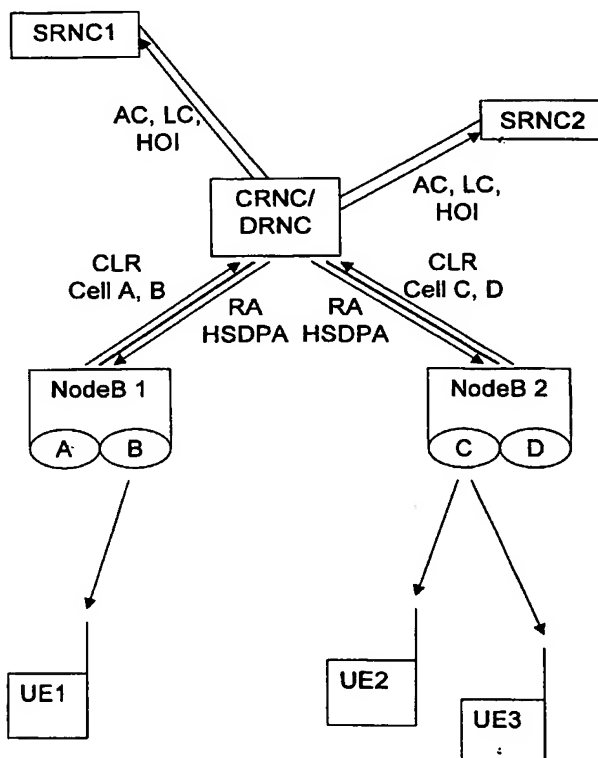 SRNC1
AC, LC,
HOI
SRNC2
AC, LC,
HOI
CRNC/
DRNC
CLR
Cell A, B
CLR
Cell C, D
RA
HSDPA
RA
HSDPA
NodeB 1
A
B
NodeB 2
C
D
UE1
UE2
UE3